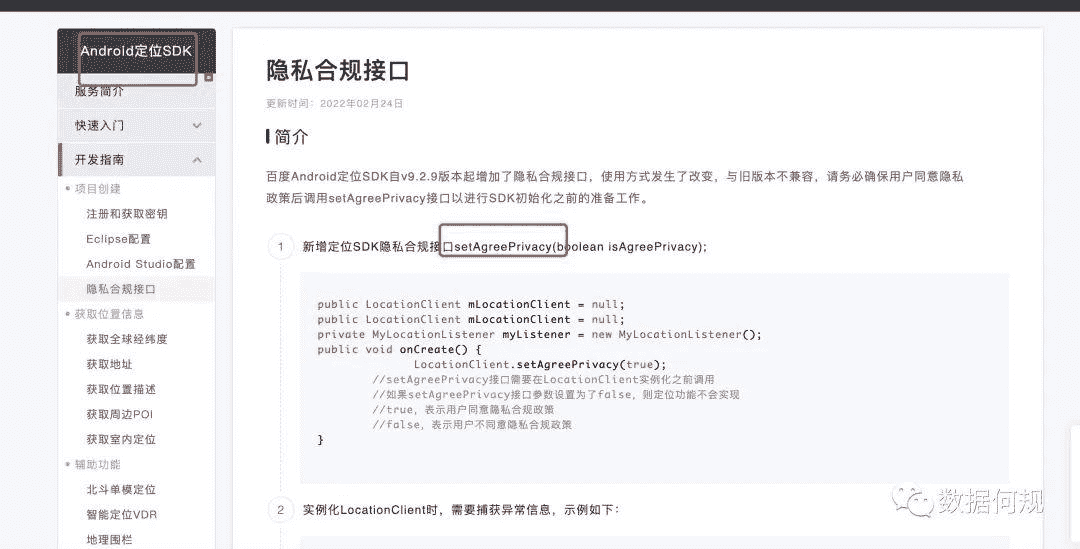 Android定位SDK
服务简介
快速入门
开发指南
项目创建
注册和获取密钥
Eclipse配置
Android Studio配置
隐私合规接口
获取位置信息
获取全球经纬度
获取地址
获取位置描述
获取周边POI
获取室内定位
辅助功能
北斗单模定位
智能定位VDR
地理围栏
隐私合规接口
更新时间：2022年02月24日
简介
百度Android定位SDK自v9.2.9版本起增加了隐私合规接口，使用方式发生了改变，与旧版本不兼容，请务必确保用户同意隐私
政策后调用setAgreePrivacy接口以进行SDK初始化之前的准备工作。
1 新增定位SDK隐私合规接口setAgreePrivacy(boolean isAgreePrivacy);
public LocationClient mLocationClient = null;
public LocationClient mLocationClient = null;
private MyLocationListener myListener = new MyLocationListener();
public void onCreate() {
LocationClient.setAgreePrivacy(true);
//setAgreePrivacy接口需要在LocationClient实例化之前调用
//如果setAgreePrivacy接口参数设置为了false，则定位功能不会实现
//true，表示用户同意隐私合规政策
//false，表示用户不同意隐私合规政策
}
2 实例化LocationClient时，需要捕获异常信息，示例如下：
数据何规